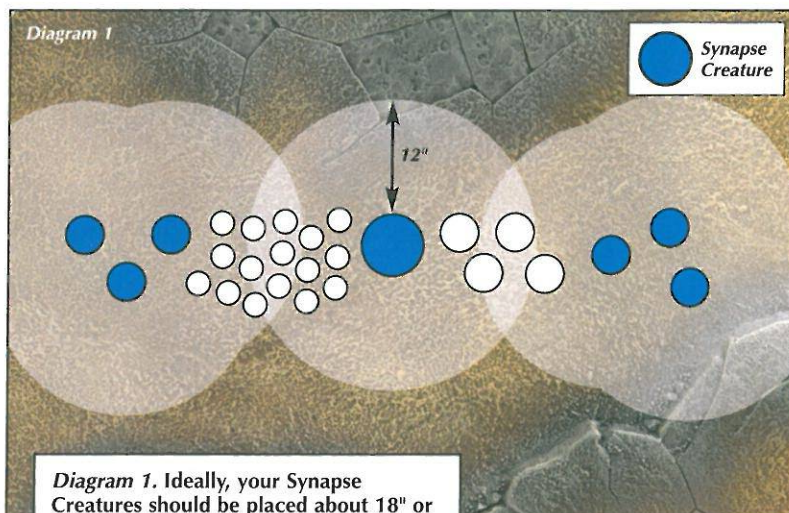 Diagram 1
Synapse
Creature
12"
Diagram 1. Ideally, your Synapse
Creatures should be placed about 18" or